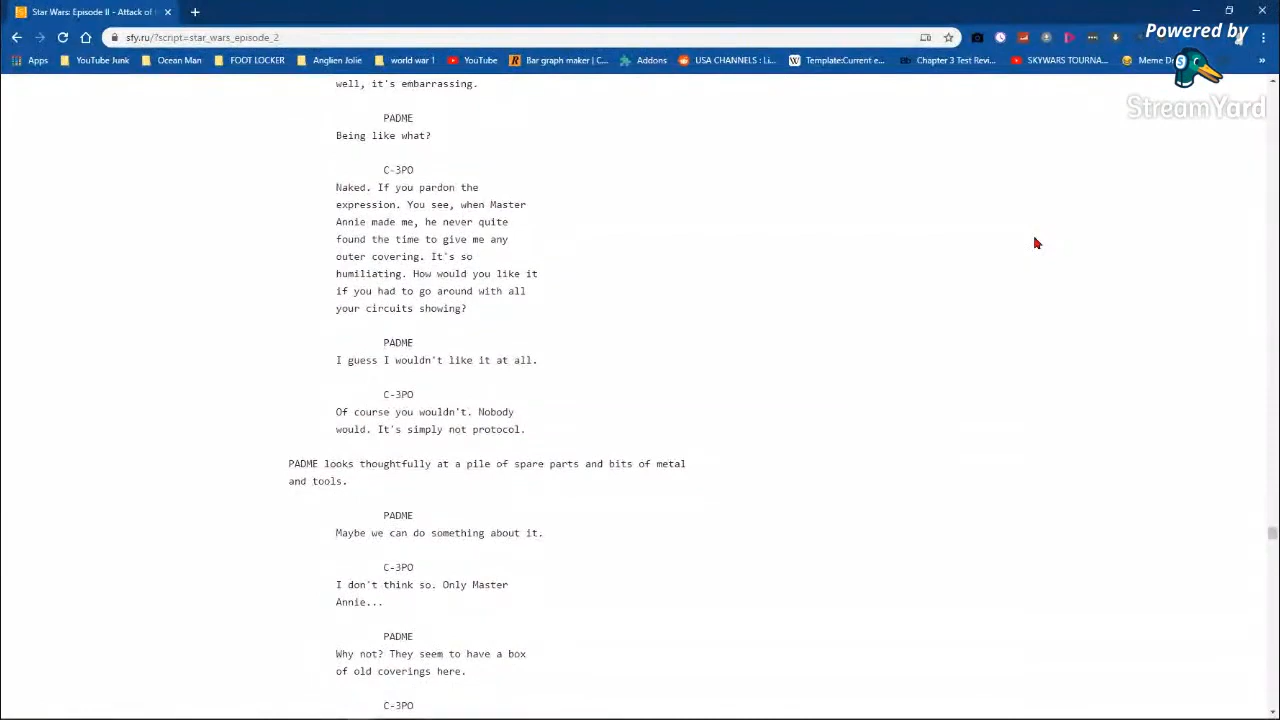 Star Wars: Episode II - Attack of
Powered by
sfy.ru/?script=star_wars_episode_2
Apps
YouTube Junk
Ocean Man
FOOT LOCKER
Anglien Jolie
world war 1
YouTube
Bar graph maker | C...
Addons
USA CHANNELS : Li...
Template:Current e...
Chapter 3 Test Revi...
SKYWARS TOURNA...
Meme De
StreamYard
well, it's embarrassing.
PADME
Being like what?
C-3PO
Naked. If you pardon the
expression. You see, when Master
Annie made me, he never quite
found the time to give me any
outer covering. It's so
humiliating. How would you like it
if you had to go around with all
your circuits showing?
PADME
I guess I wouldn't like it at all.
C-3PO
Of course you wouldn't. Nobody
would. It's simply not protocol.
PADME looks thoughtfully at a pile of spare parts and bits of metal
and tools.
PADME
Maybe we can do something about it.
C-3PO
I don't think so. Only Master
Annie...
PADME
Why not? They seem to have a box
of old coverings here.
C-3PO